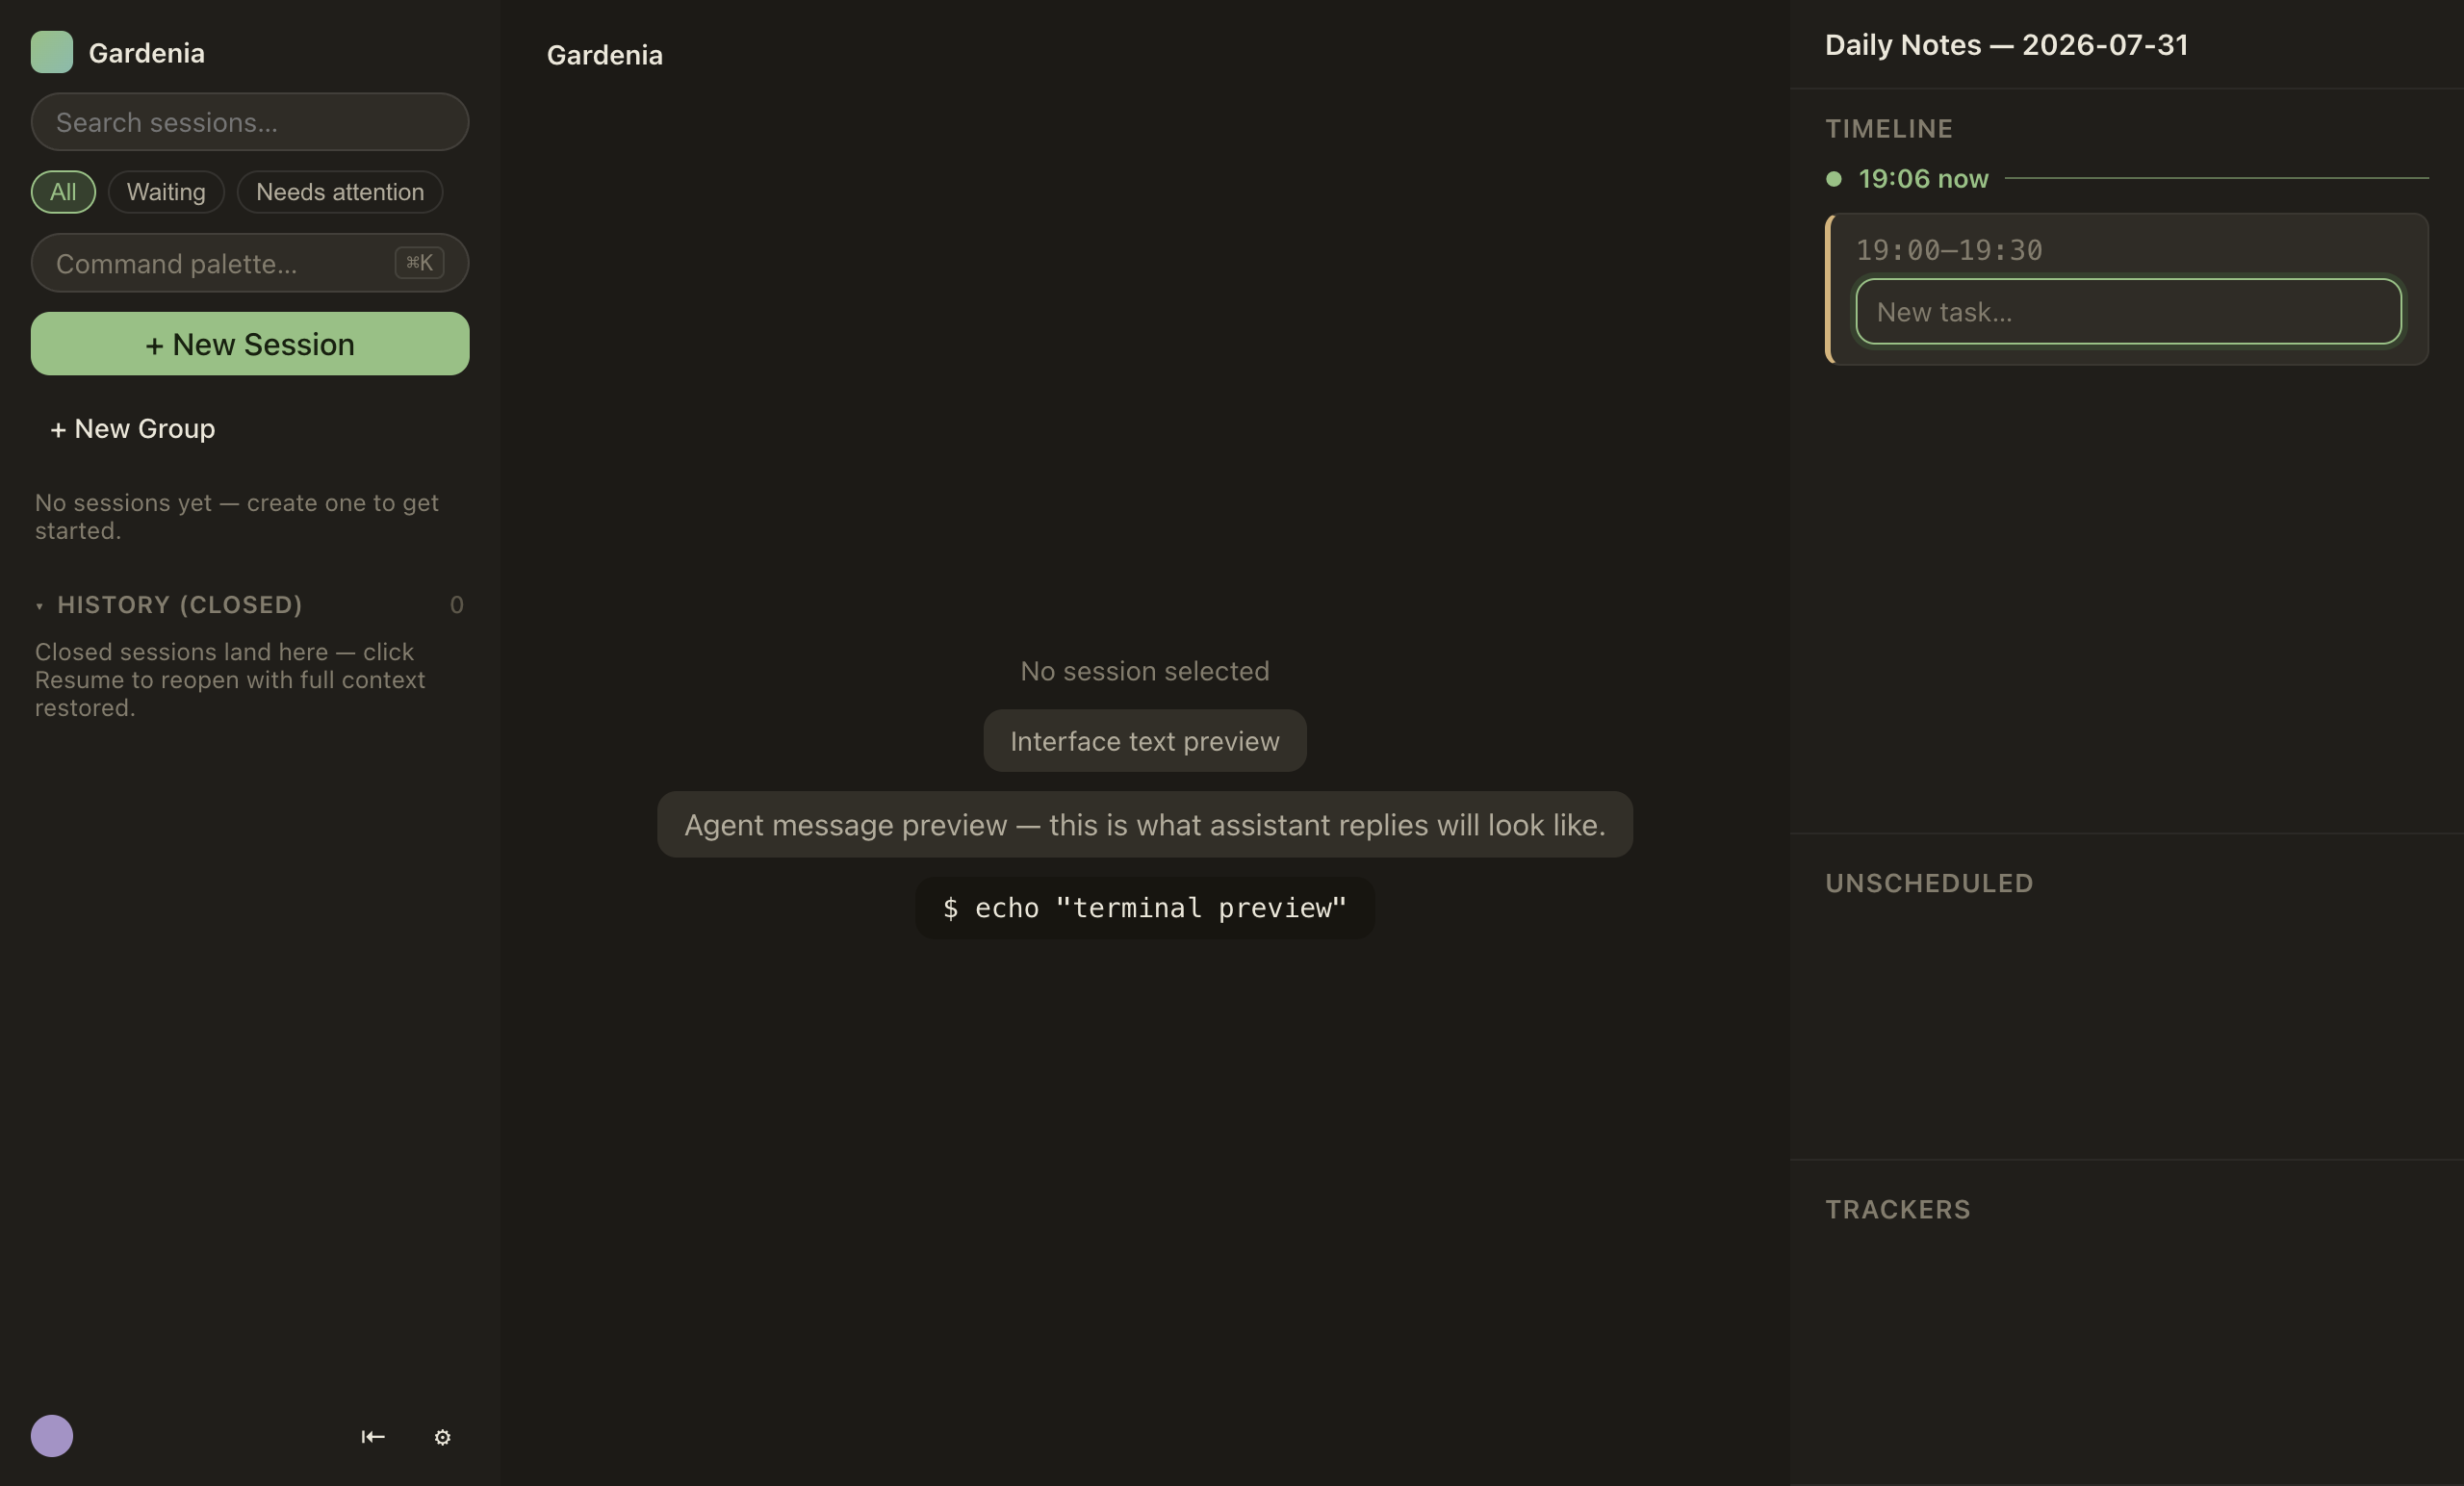 Gardenia
Search sessions…
All
Waiting
Needs attention
Command palette…
⌘K
+ New Session
+ New Group
No sessions yet — create one to get
started.
▾ HISTORY (CLOSED) 0
Closed sessions land here — click
Resume to reopen with full context
restored.
Gardenia
No session selected
Interface text preview
Agent message preview — this is what assistant replies will look like.
$ echo "terminal preview"
Daily Notes — 2026-07-31
TIMELINE
19:06 now
19:00–19:30
New task…
UNSCHEDULED
TRACKERS